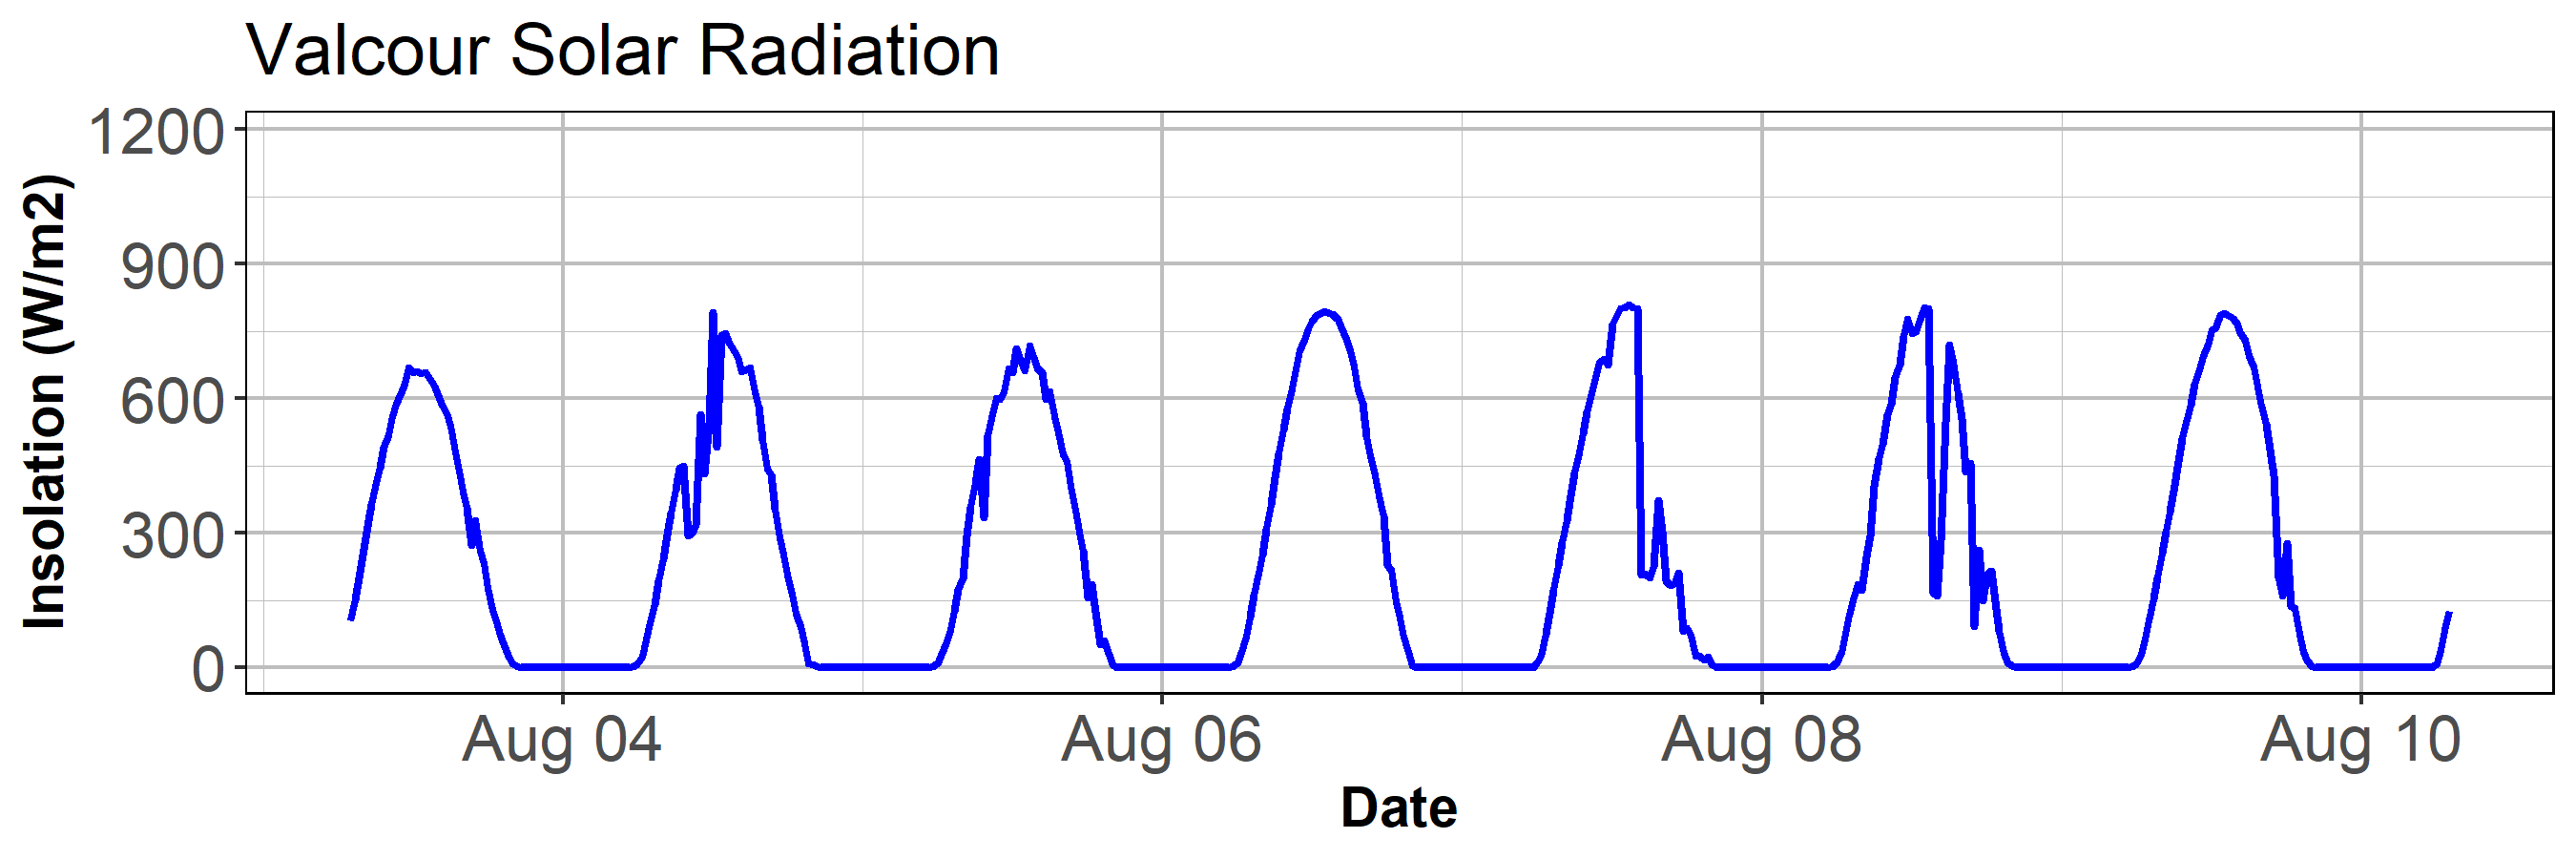 Valcour Solar Radiation
1200
900
600
300
0
Insolation (W/m2)
Aug 04 Aug 06 Aug 08 Aug 10
Date